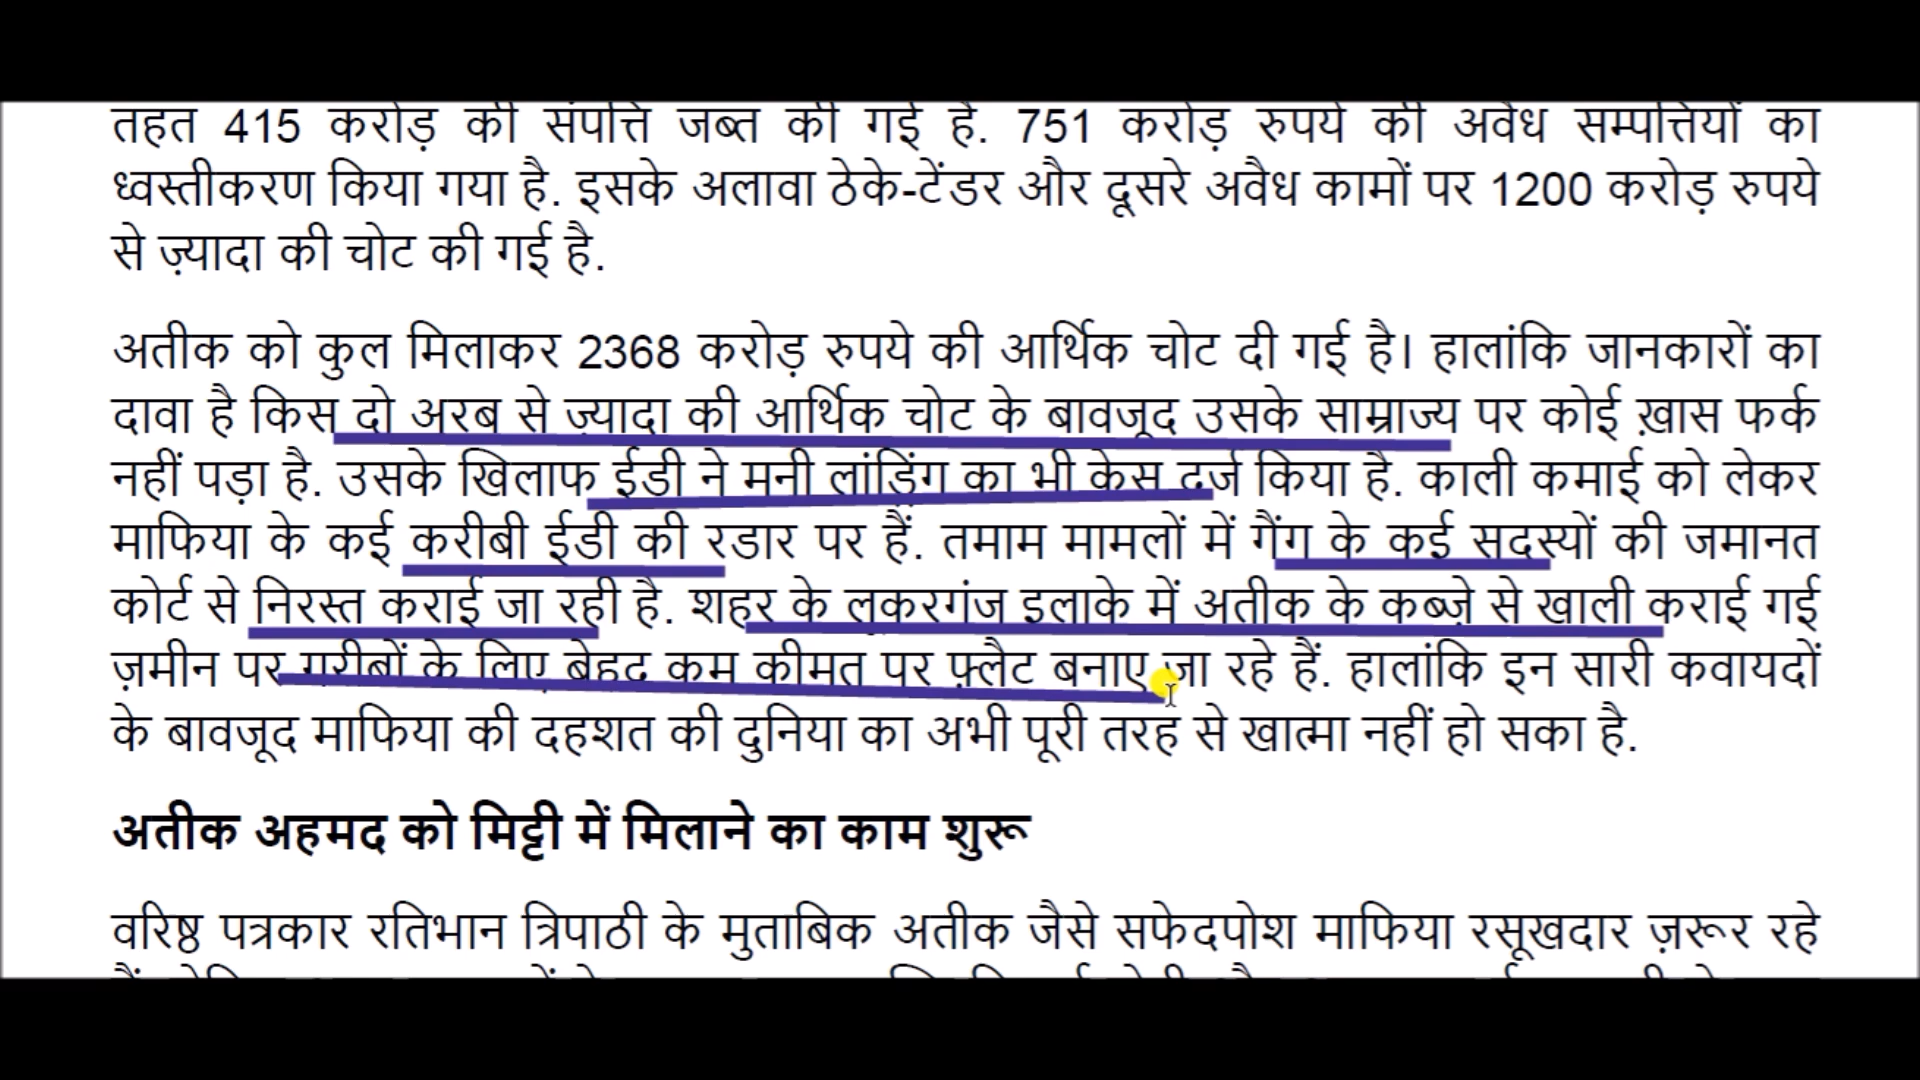 तहत 415 करोड़ की संपत्ति जब्त की गई है. 751 करोड़ रुपये की अवैध सम्पत्तियों का
ध्वस्तीकरण किया गया है. इसके अलावा ठेके-टेंडर और दूसरे अवैध कामों पर 1200 करोड़ रुपये
से ज़्यादा की चोट की गई है.
अतीक को कुल मिलाकर 2368 करोड़ रुपये की आर्थिक चोट दी गई है। हालांकि जानकारों का
दावा है किस दो अरब से ज़्यादा की आर्थिक चोट के बावजूद उसके साम्राज्य पर कोई ख़ास फर्क
नहीं पड़ा है. उसके खिलाफ ईडी ने मनी लांड्रिंग का भी केस दर्ज किया है. काली कमाई को लेकर
माफिया के कई करीबी ईडी की रडार पर हैं. तमाम मामलों में गैंग के कई सदस्यों की जमानत
कोर्ट से निरस्त कराई जा रही है. शहर के लूकरगंज इलाके में अतीक के कब्ज़े से खाली कराई गई
ज़मीन पर गरीबों के लिए बेहद कम कीमत पर फ़्लैट बनाए जा रहे हैं. हालांकि इन सारी कवायदों
के बावजूद माफिया की दहशत की दुनिया का अभी पूरी तरह से खात्मा नहीं हो सका है.
अतीक अहमद को मिट्टी में मिलाने का काम शुरू
वरिष्ठ पत्रकार रतिभान त्रिपाठी के मुताबिक अतीक जैसे सफेदपोश माफिया रसूखदार ज़रूर रहे